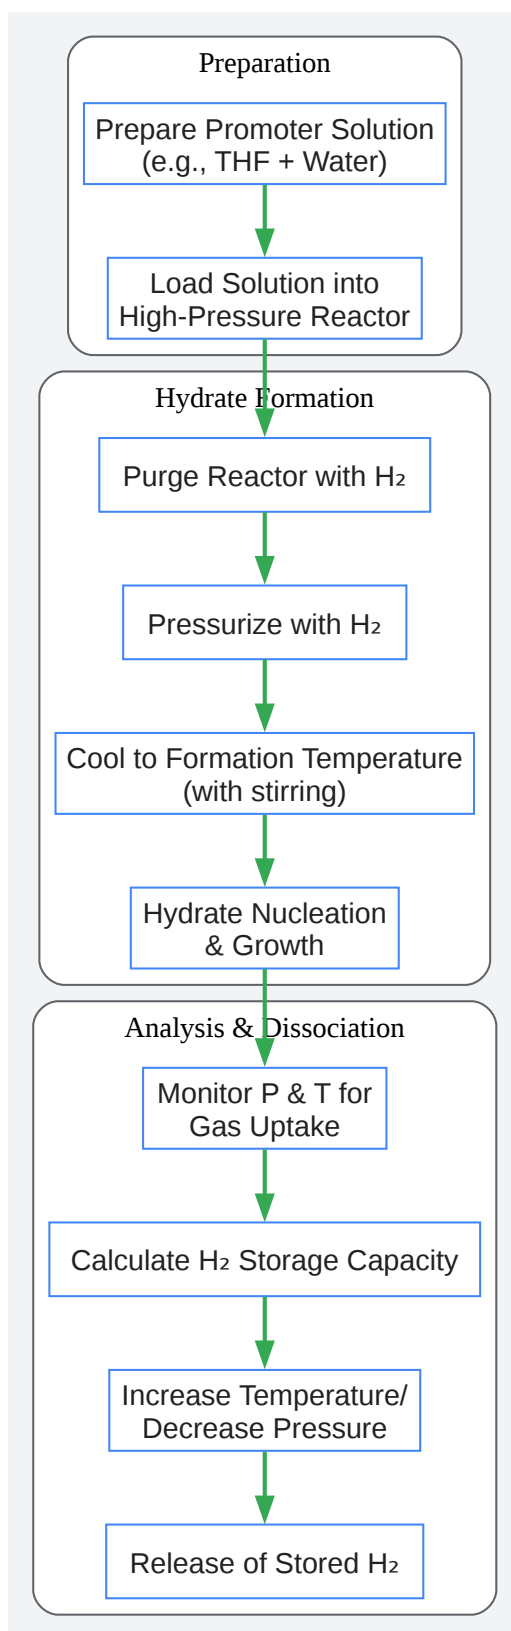 Preparation
Prepare Promoter Solution
(e.g., THF + Water)
Load Solution into
High-Pressure Reactor
Hydrate Formation
Purge Reactor with H₂
Pressurize with H₂
Cool to Formation Temperature
(with stirring)
Hydrate Nucleation
& Growth
Analysis & Dissociation
Monitor P & T for
Gas Uptake
Calculate H₂ Storage Capacity
Increase Temperature/
Decrease Pressure
Release of Stored H₂